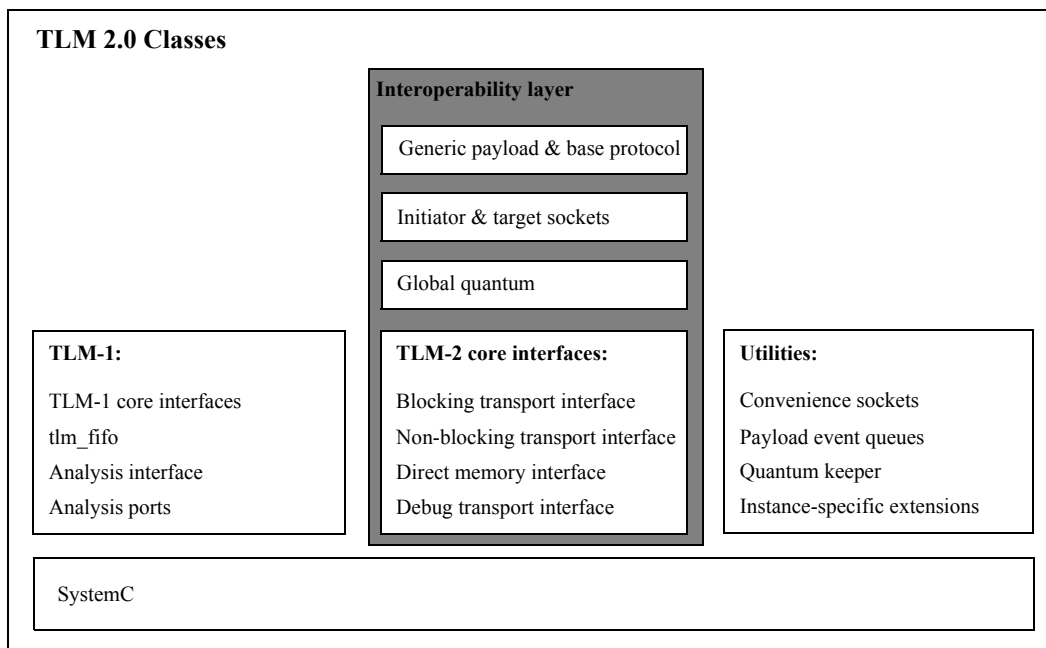 TLM 2.0 Classes
Interoperability layer
Generic payload & base protocol
Initiator & target sockets
Global quantum
TLM-1:
TLM-1 core interfaces
tlm_fifo
Analysis interface
Analysis ports
TLM-2 core interfaces:
Blocking transport interface
Non-blocking transport interface
Direct memory interface
Debug transport interface
Utilities:
Convenience sockets
Payload event queues
Quantum keeper
Instance-specific extensions
SystemC